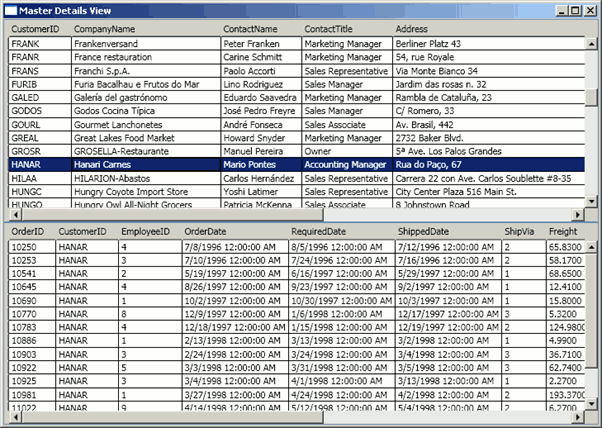 Master Details View
CustomerID CompanyName ContactName ContactTitle Address
FRANK Frankenversand Peter Franken Marketing Manager Berliner Platz 43
FRANR France restauration Carine Schmitt Marketing Manager 54, rue Royale
FRANS Franchi S.p.A. Paolo Accorti Sales Representative Via Monte Bianco 34
FURIB Furia Bacalhau e Frutos do Mar Lino Rodriguez Sales Manager Jardim das rosas n. 32
GALED Galería del gastrónomo Eduardo Saavedra Marketing Manager Rambla de Cataluña, 23
GODOS Godos Cocina Típica José Pedro Freyre Sales Manager C/ Romero, 33
GOURL Gourmet Lanchonetes André Fonseca Sales Associate Av. Brasil, 442
GREAL Great Lakes Food Market Howard Snyder Marketing Manager 2732 Baker Blvd.
GROSR GROSELLA-Restaurante Manuel Pereira Owner 5ª Ave. Los Palos Grandes
HANAR Hanari Carnes Mario Pontes Accounting Manager Rua do Paço, 67
HILAA HILARION-Abastos Carlos Hernández Sales Representative Carrera 22 con Ave. Carlos Soublette #8-35
HUNGC Hungry Coyote Import Store Yoshi Latimer Sales Representative City Center Plaza 516 Main St.
HUNGO Hungry Owl All-Night Grocers Patricia McKenna Sales Associate 8 Johnstown Road
OrderID CustomerID EmployeeID OrderDate RequiredDate ShippedDate ShipVia Freight
10250 HANAR 4 7/8/1996 12:00:00 AM 8/5/1996 12:00:00 AM 7/12/1996 12:00:00 AM 2 65.8300
10253 HANAR 3 7/10/1996 12:00:00 AM 7/24/1996 12:00:00 AM 7/16/1996 12:00:00 AM 2 58.1700
10541 HANAR 2 5/19/1997 12:00:00 AM 6/16/1997 12:00:00 AM 5/29/1997 12:00:00 AM 1 68.6500
10645 HANAR 4 8/26/1997 12:00:00 AM 9/23/1997 12:00:00 AM 9/2/1997 12:00:00 AM 1 12.4100
10690 HANAR 1 10/2/1997 12:00:00 AM 10/30/1997 12:00:00 AM 10/3/1997 12:00:00 AM 1 15.8000
10770 HANAR 8 12/9/1997 12:00:00 AM 1/6/1998 12:00:00 AM 12/17/1997 12:00:00 AM 3 5.3200
10783 HANAR 4 12/18/1997 12:00:00 AM 1/15/1998 12:00:00 AM 12/19/1997 12:00:00 AM 2 124.9800
10886 HANAR 1 2/13/1998 12:00:00 AM 3/13/1998 12:00:00 AM 3/2/1998 12:00:00 AM 1 4.9900
10903 HANAR 3 2/24/1998 12:00:00 AM 3/24/1998 12:00:00 AM 3/4/1998 12:00:00 AM 3 36.7100
10922 HANAR 5 3/3/1998 12:00:00 AM 3/31/1998 12:00:00 AM 3/5/1998 12:00:00 AM 3 62.7400
10925 HANAR 3 3/4/1998 12:00:00 AM 4/1/1998 12:00:00 AM 3/13/1998 12:00:00 AM 1 2.2700
10981 HANAR 1 3/27/1998 12:00:00 AM 4/24/1998 12:00:00 AM 4/2/1998 12:00:00 AM 2 193.3700
11022 HANAR 9 4/14/1998 12:00:00 AM 5/12/1998 12:00:00 AM 5/4/1998 12:00:00 AM 2 6.2700